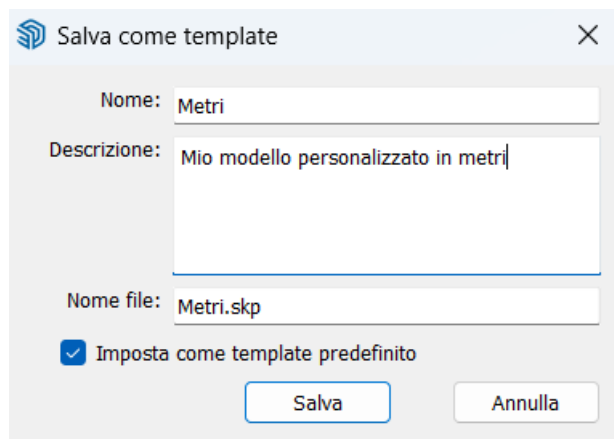 Salva come template
Nome: Metri
Descrizione: Mio modello personalizzato in metri
Nome file: Metri.skp
Imposta come template predefinito
Salva Annulla